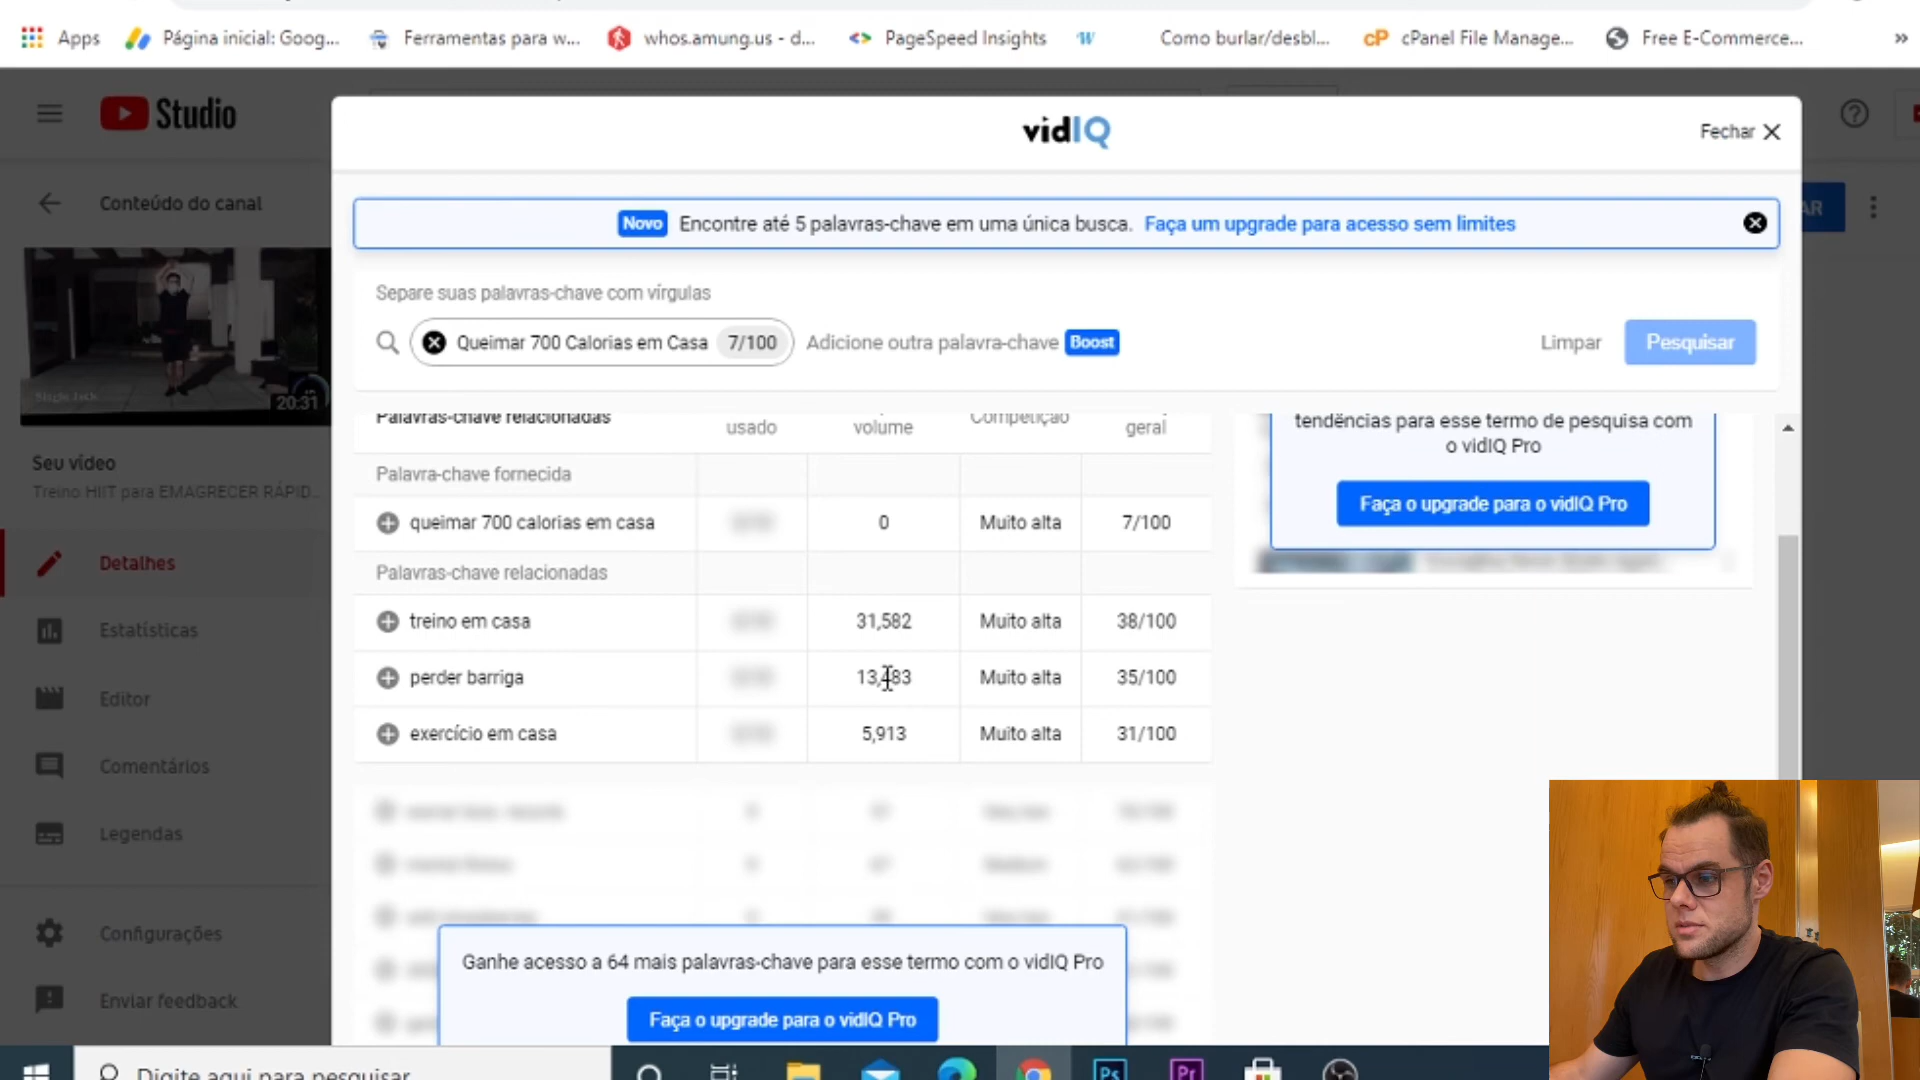 Apps
Página inicial: Goog...
Ferramentas para w...
whos.amung.us - d...
PageSpeed Insights
Como burlar/desbl...
cPanel File Manage...
Free E-Commerce...
Studio
vidIQ
Fechar
Conteúdo do canal
Novo Encontre até 5 palavras-chave em uma única busca. Faça um upgrade para acesso sem limites
AR
Separe suas palavras-chave com vírgulas
Queimar 700 Calorias em Casa 7/100 Adicione outra palavra-chave Boost Limpar Pesquisar
20:31
Palavras-chave relacionadas usado volume Competição geral
tendências para esse termo de pesquisa com
o vidIQ Pro
Faça o upgrade para o vidIQ Pro
Seu vídeo
Treino HIIT para EMAGRECER RÁPID...
Palavra-chave fornecida
queimar 700 calorias em casa 0 Muito alta 7/100
Palavras-chave relacionadas
treino em casa 31,582 Muito alta 38/100
perder barriga 13,483 Muito alta 35/100
exercício em casa 5,913 Muito alta 31/100
Detalhes
Estatísticas
Editor
Comentários
Legendas
Configurações
Enviar feedback
Ganhe acesso a 64 mais palavras-chave para esse termo com o vidIQ Pro
Faça o upgrade para o vidIQ Pro
Digite aqui para pesquisar
Ps
Pr